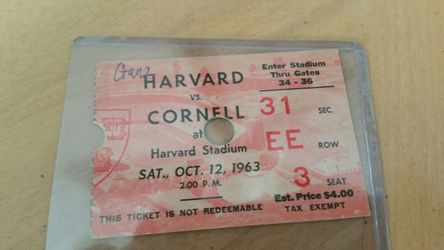 Ganz
HARVARD
vs.
CORNELL
at
Harvard Stadium
SAT., OCT. 12, 1963
2:00 P. M.
THIS TICKET IS NOT REDEEMABLE
Enter Stadium
Thru Gates
34 - 36
31 SEC.
EE ROW
3 SEAT
Est. Price $4.00
TAX EXEMPT